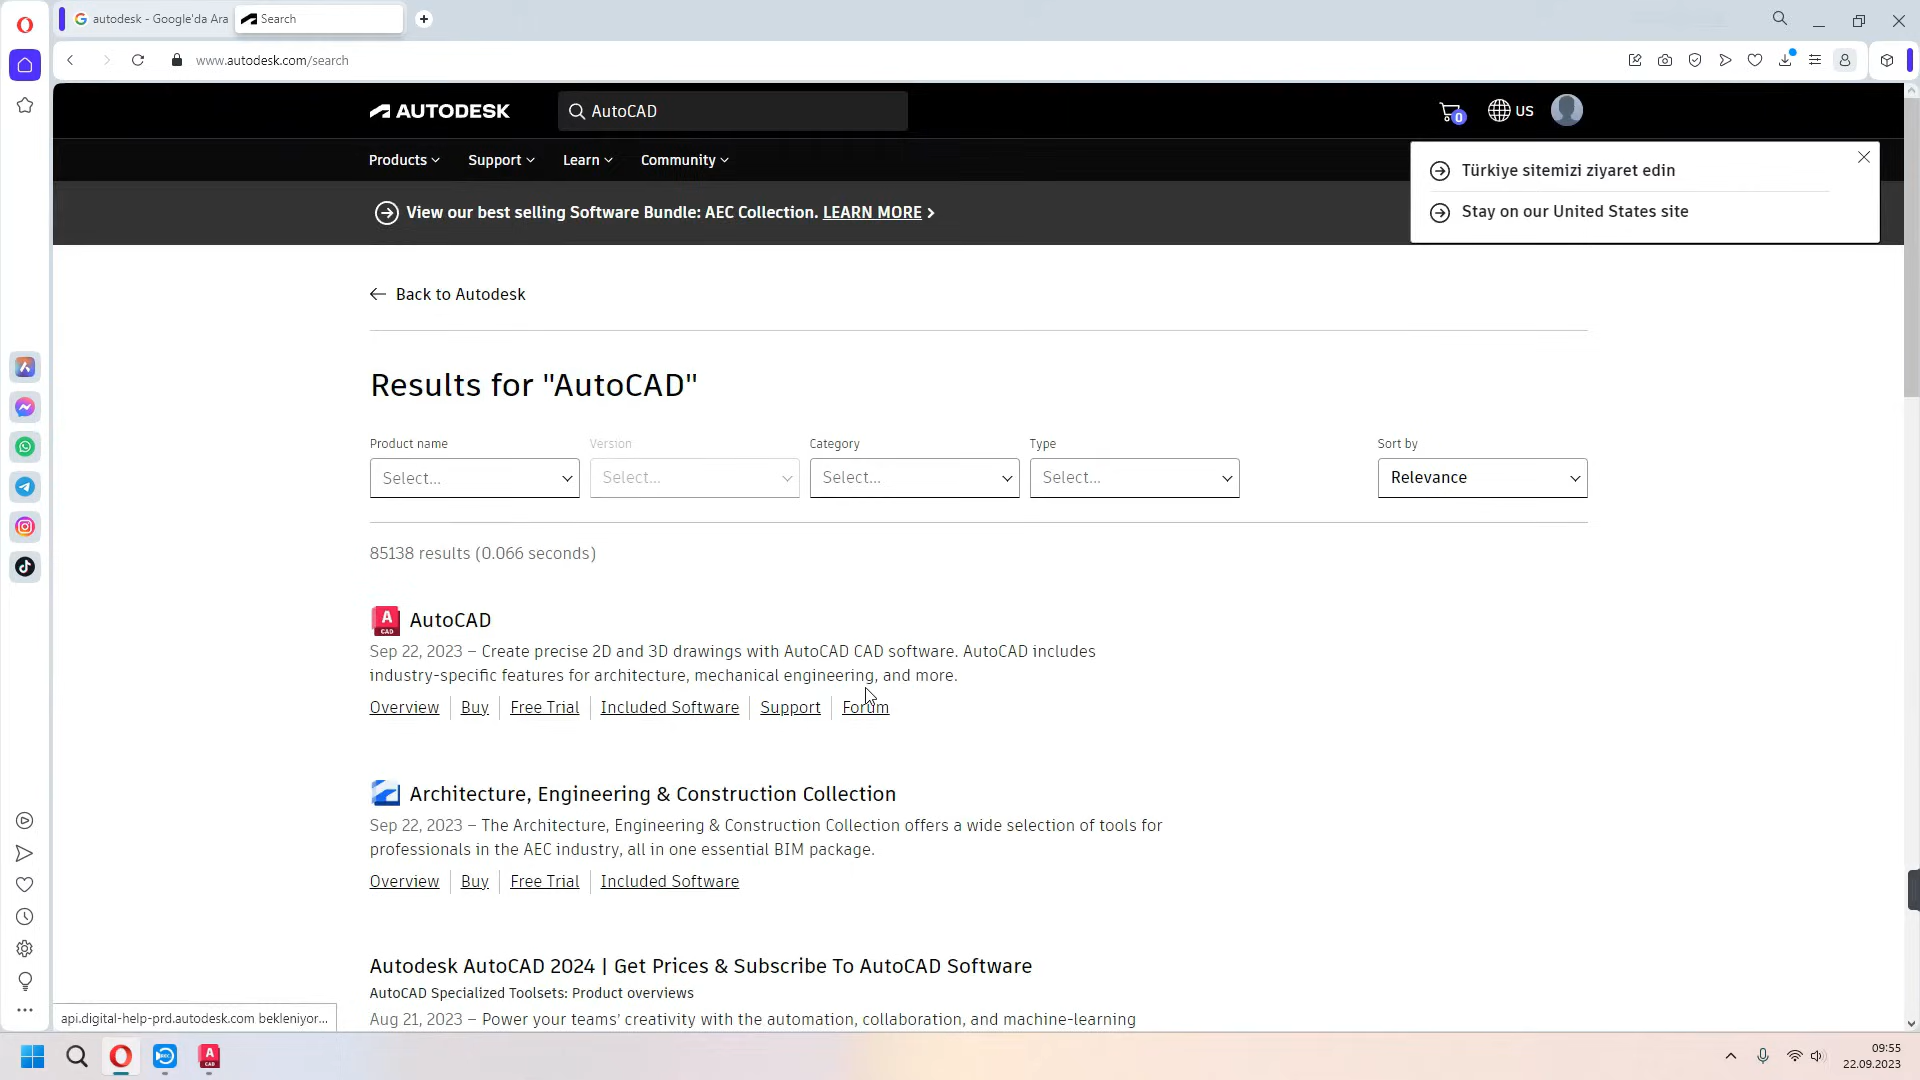 autodesk - Google'da Ara
Search
www.autodesk.com/search
AUTODESK
AutoCAD
0
US
Products
Support
Learn
Community
Türkiye sitemizi ziyaret edin
View our best selling Software Bundle: AEC Collection. LEARN MORE
Stay on our United States site
Back to Autodesk
Results for "AutoCAD"
Product name
Version
Category
Type
Sort by
Select...
Select...
Select...
Select...
Relevance
85138 results (0.066 seconds)
A
CAD
AutoCAD
Sep 22, 2023 – Create precise 2D and 3D drawings with AutoCAD CAD software. AutoCAD includes
industry-specific features for architecture, mechanical engineering, and more.
Overview
Buy
Free Trial
Included Software
Support
Forum
Architecture, Engineering & Construction Collection
Sep 22, 2023 – The Architecture, Engineering & Construction Collection offers a wide selection of tools for
professionals in the AEC industry, all in one essential BIM package.
Overview
Buy
Free Trial
Included Software
Autodesk AutoCAD 2024 | Get Prices & Subscribe To AutoCAD Software
AutoCAD Specialized Toolsets: Product overviews
Aug 21, 2023 – Power your teams' creativity with the automation, collaboration, and machine-learning
api.digital-help-prd.autodesk.com bekleniyor...
A
CAD
09:55
22.09.2023